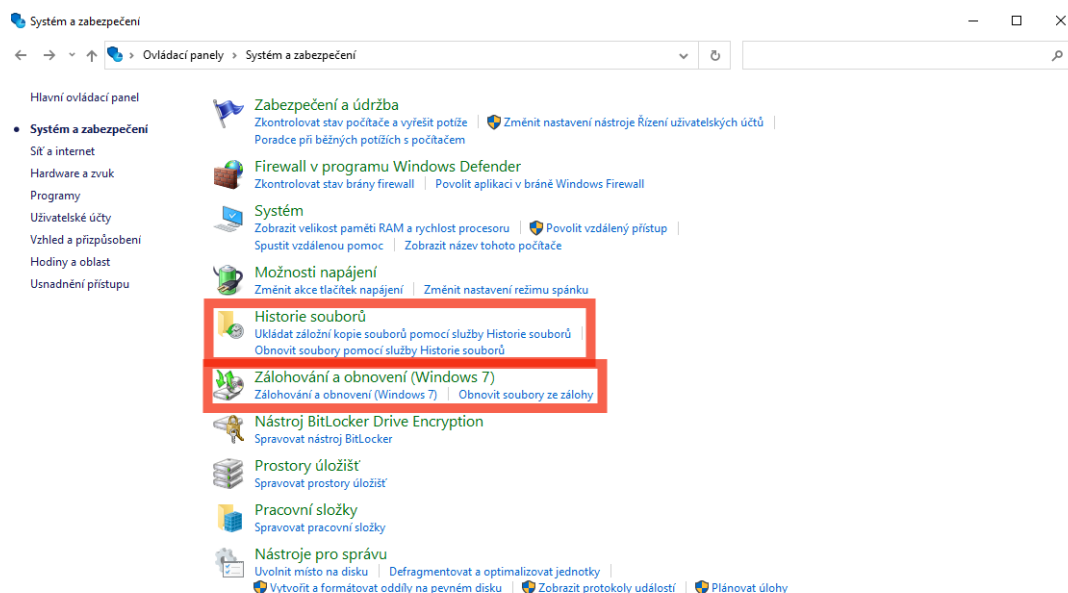 Systém a zabezpečení
Ovládací panely > Systém a zabezpečení
Hlavní ovládací panel
Systém a zabezpečení
Síť a internet
Hardware a zvuk
Programy
Uživatelské účty
Vzhled a přizpůsobení
Hodiny a oblast
Usnadnění přístupu
Zabezpečení a údržba
Zkontrolovat stav počítače a vyřešit potíže | Změnit nastavení nástroje Řízení uživatelských účtů |
Poradce při běžných potížích s počítačem
Firewall v programu Windows Defender
Zkontrolovat stav brány firewall | Povolit aplikaci v bráně Windows Firewall
Systém
Zobrazit velikost paměti RAM a rychlost procesoru | Povolit vzdálený přístup |
Spustit vzdálenou pomoc | Zobrazit název tohoto počítače
Možnosti napájení
Změnit akce tlačítek napájení | Změnit nastavení režimu spánku
Historie souborů
Ukládat záložní kopie souborů pomocí služby Historie souborů |
Obnovit soubory pomocí služby Historie souborů
Zálohování a obnovení (Windows 7)
Zálohování a obnovení (Windows 7) | Obnovit soubory ze zálohy
Nástroj BitLocker Drive Encryption
Spravovat nástroj BitLocker
Prostory úložišť
Spravovat prostory úložišť
Pracovní složky
Spravovat pracovní složky
Nástroje pro správu
Uvolnit místo na disku | Defragmentovat a optimalizovat jednotky |
Vytvořit a formátovat oddíly na pevném disku | Zobrazit protokoly událostí | Plánovat úlohy